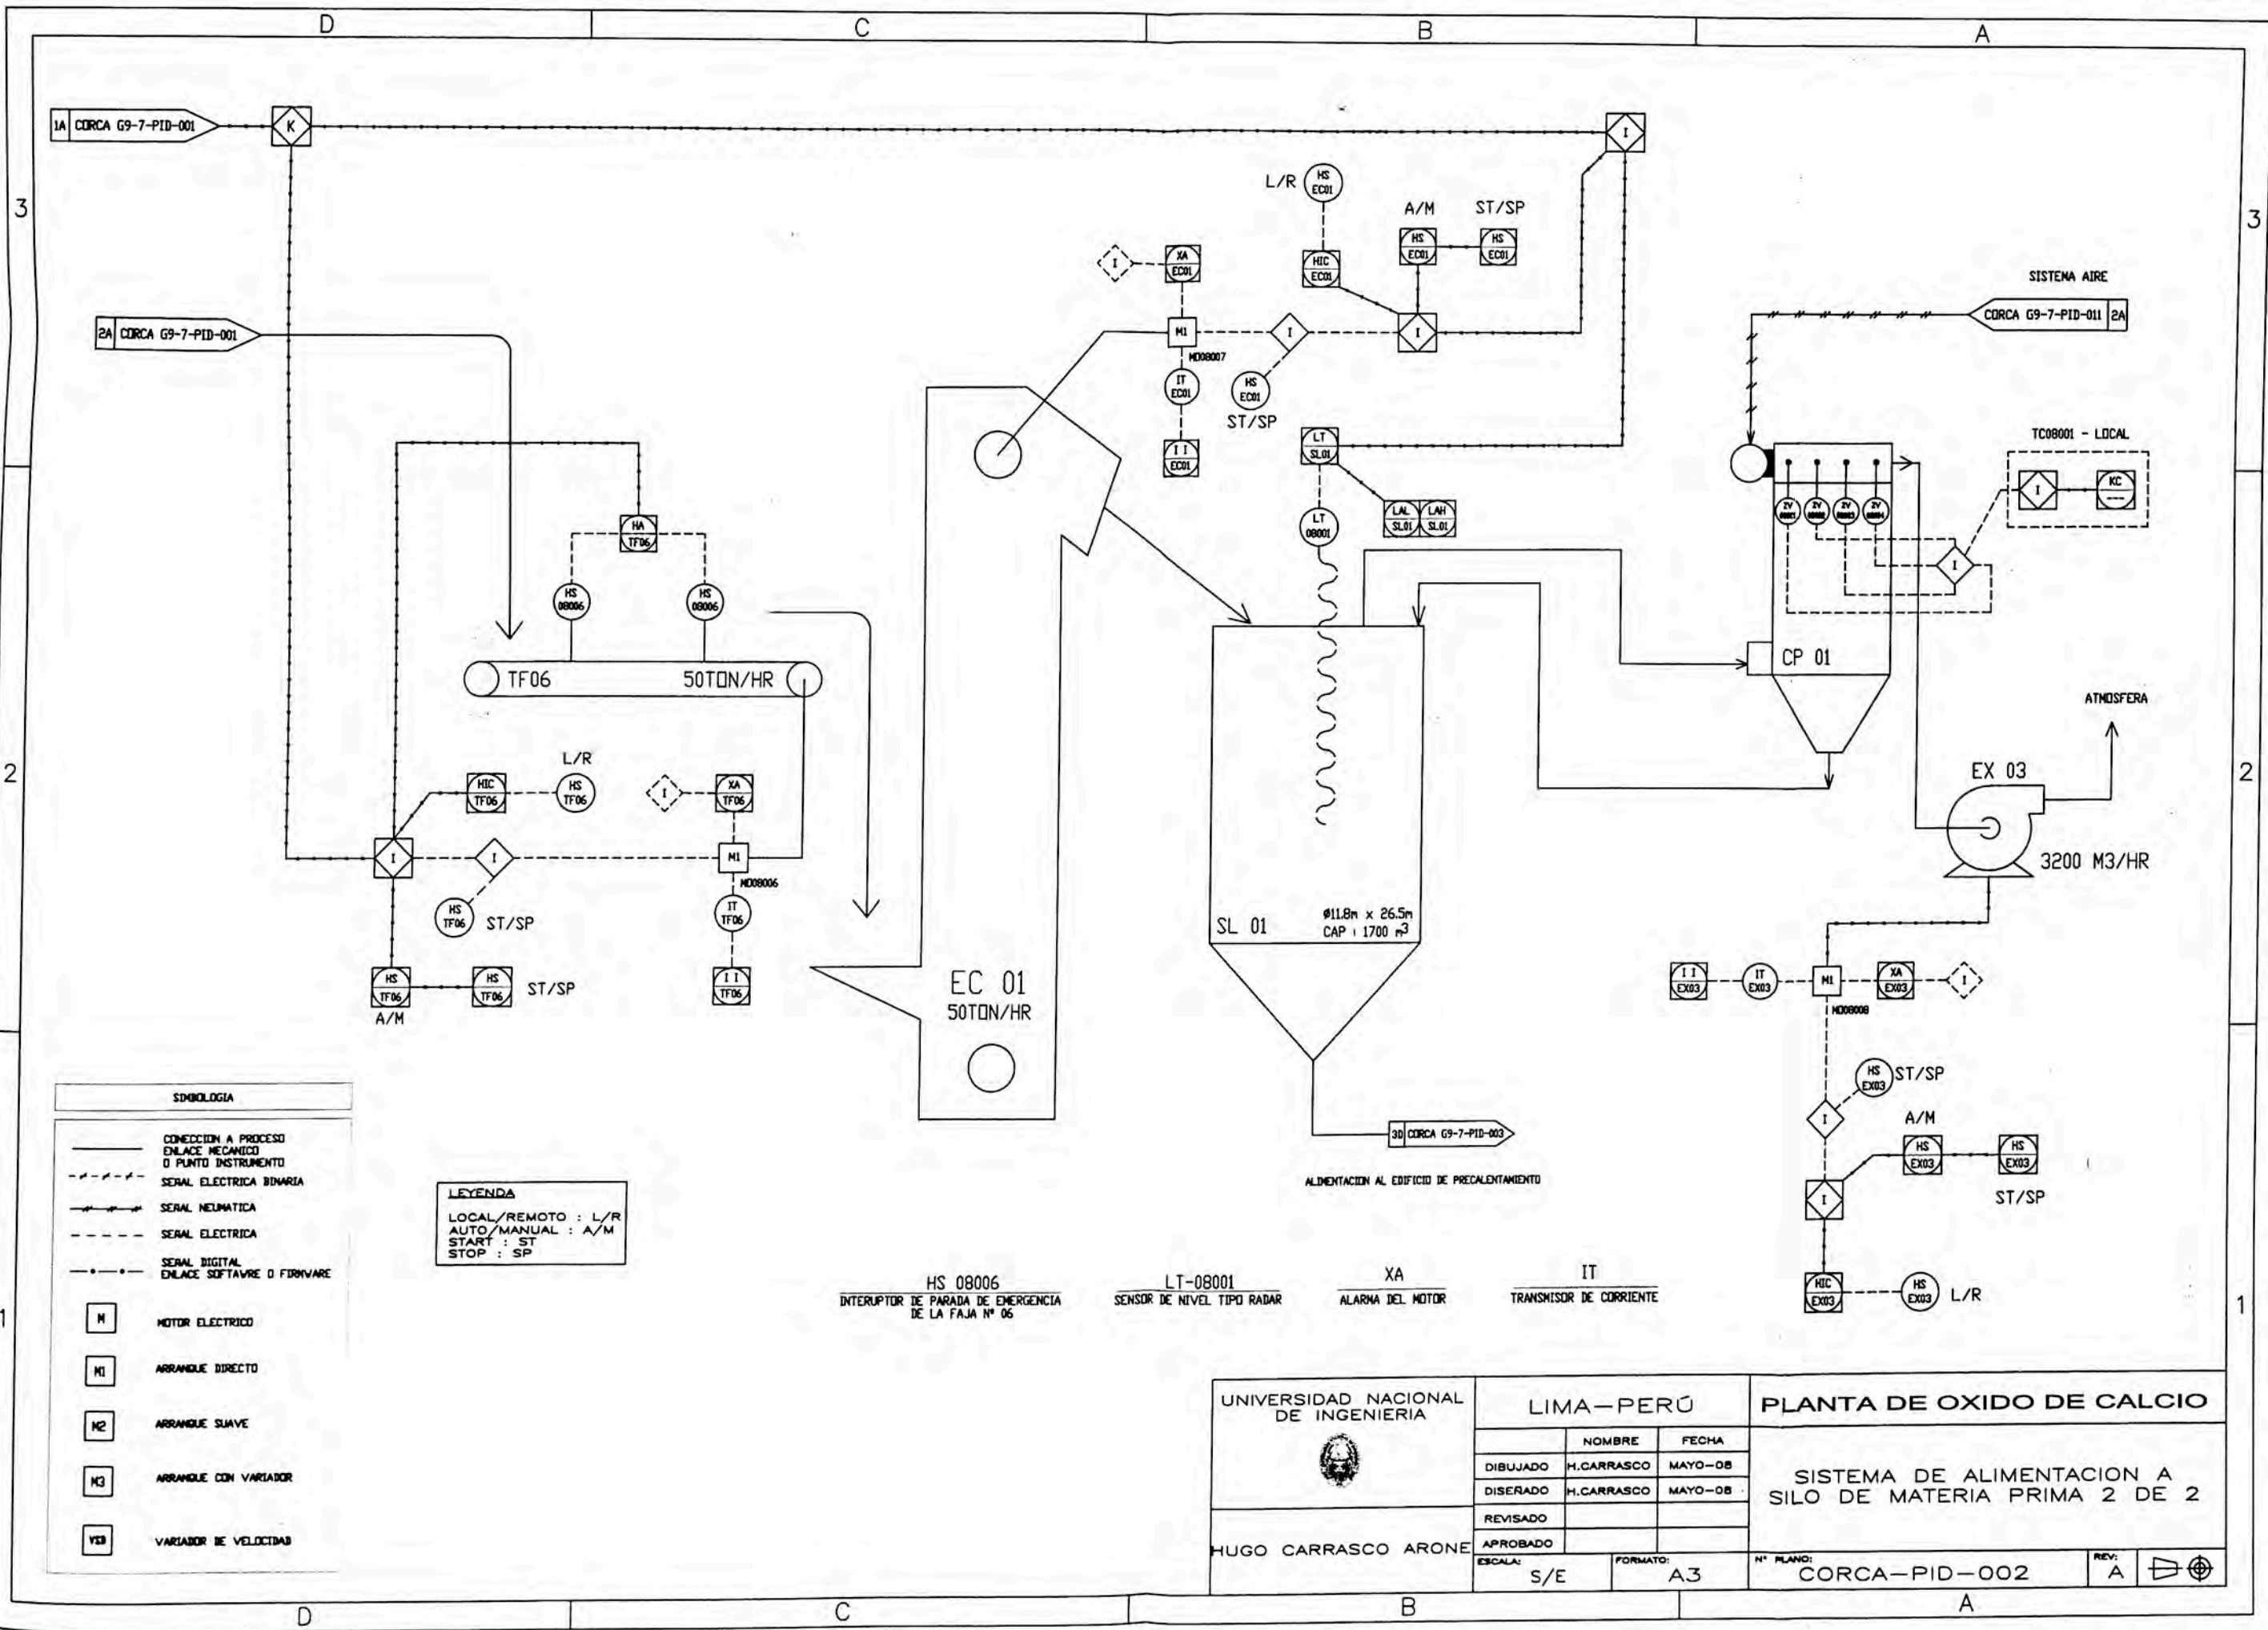 D
C
B
A
3
3
2
2
1
1
1A CORCA G9-7-PID-001
K
I
2A CORCA G9-7-PID-001
L/R
HS
EC01
A/M
ST/SP
HS
EC01
HS
EC01
I
XA
EC01
HIC
EC01
M1
I
I
MD08007
IT
EC01
HS
EC01
ST/SP
I I
EC01
SISTEMA AIRE
CORCA G9-7-PID-011 2A
TC08001 - LOCAL
I
KC
---
LT
SL01
LAL
SL01
LAH
SL01
LT
08001
ZV
ZV
ZV
ZV
I
HA
TF06
HS
08006
HS
08006
TF06
50TON/HR
CP 01
ATMOSFERA
EX 03
3200 M3/HR
L/R
HIC
TF06
HS
TF06
I
XA
TF06
I
I
M1
MD08006
HS
TF06
ST/SP
IT
TF06
HS
TF06
HS
TF06
ST/SP
A/M
I I
TF06
EC 01
50TON/HR
SL 01
Ø11.8m x 26.5m
CAP : 1700 m3
I I
EX03
IT
EX03
M1
XA
EX03
I
MD08008
HS
EX03
ST/SP
I
A/M
HS
EX03
HS
EX03
ST/SP
I
HIC
EX03
HS
EX03
L/R
3D CORCA G9-7-PID-003
ALIMENTACION AL EDIFICIO DE PRECALENTAMIENTO
SIMBOLOGIA
CONECCION A PROCESO
ENLACE MECANICO
O PUNTO INSTRUMENTO
SEÑAL ELECTRICA BINARIA
SEÑAL NEUMATICA
SEÑAL ELECTRICA
SEÑAL DIGITAL
ENLACE SOFTAWRE O FIRMWARE
M MOTOR ELECTRICO
M1 ARRANQUE DIRECTO
M2 ARRANQUE SUAVE
M3 ARRANQUE CON VARIADOR
VARIADOR DE VELOCIDAD
LEYENDA
LOCAL/REMOTO : L/R
AUTO/MANUAL : A/M
START : ST
STOP : SP
HS 08006
INTERUPTOR DE PARADA DE EMERGENCIA
DE LA FAJA Nº 06
LT-08001
SENSOR DE NIVEL TIPO RADAR
XA
ALARMA DEL MOTOR
IT
TRANSMISOR DE CORRIENTE
UNIVERSIDAD NACIONAL
DE INGENIERIA
HUGO CARRASCO ARONE
LIMA-PERÚ
NOMBRE FECHA
DIBUJADO H.CARRASCO MAYO-08
DISEÑADO H.CARRASCO MAYO-08
REVISADO
APROBADO
ESCALA: S/E
FORMATO: A3
PLANTA DE OXIDO DE CALCIO
SISTEMA DE ALIMENTACION A
SILO DE MATERIA PRIMA 2 DE 2
Nº PLANO: CORCA-PID-002
REV: A
D
C
B
A